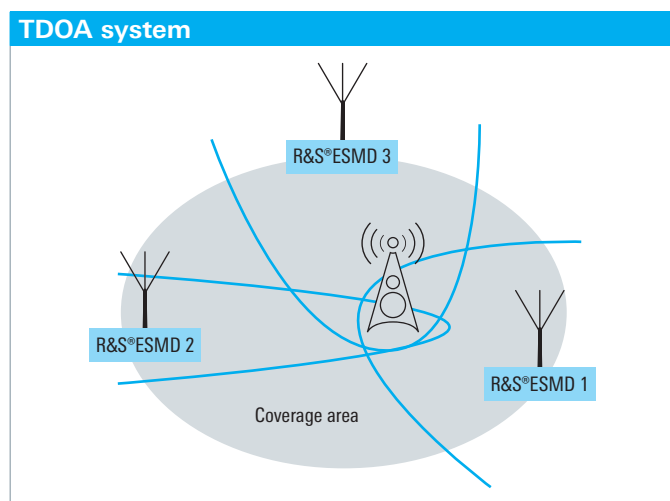 TDOA system
R&S®ESMD 3
R&S®ESMD 2
R&S®ESMD 1
Coverage area